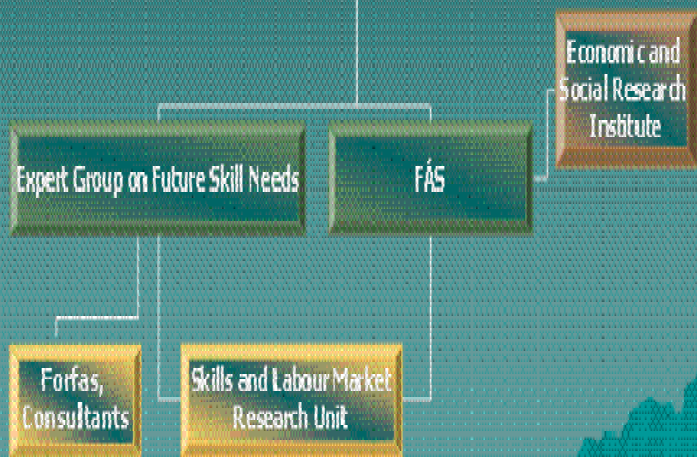 Economic and
Social Research
Institute
Expert Group on Future Skill Needs
FÁS
Forfas,
Consultants
Skills and Labour Market
Research Unit